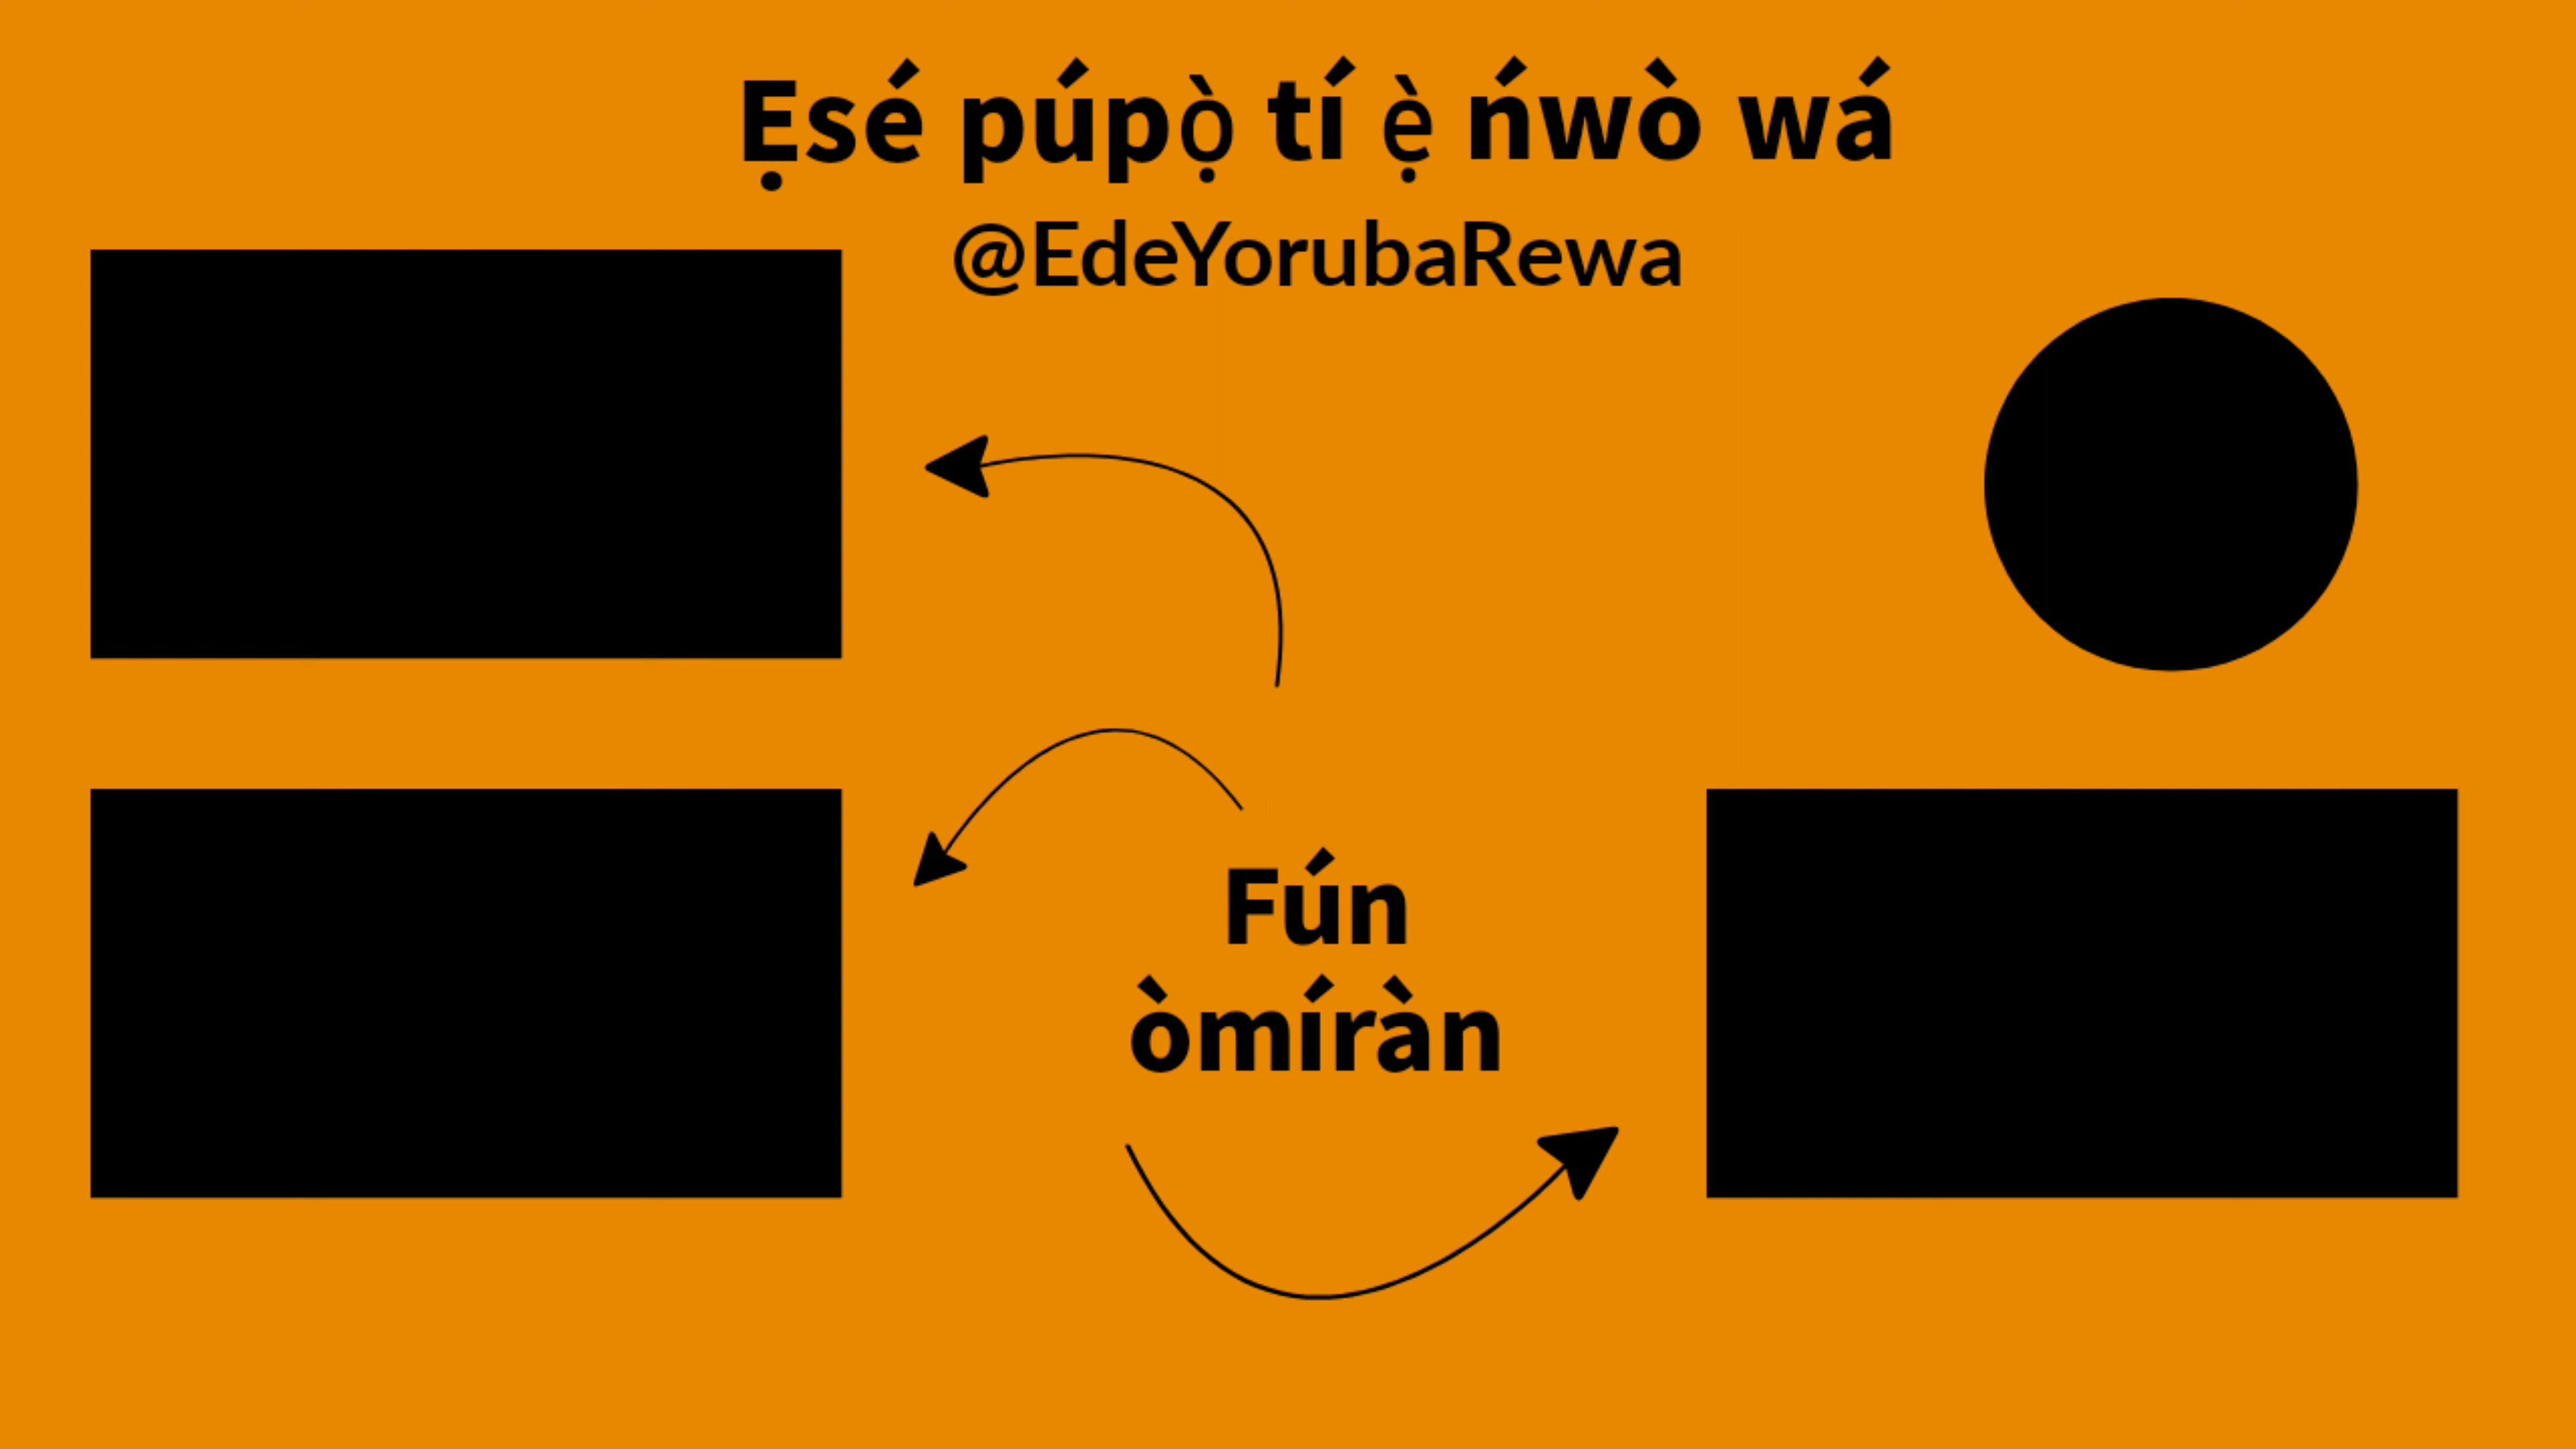 Ẹsé púpọ̀ tí ẹ̀ ńwò wá
@EdeYorubaRewa
Fún
òmíràn